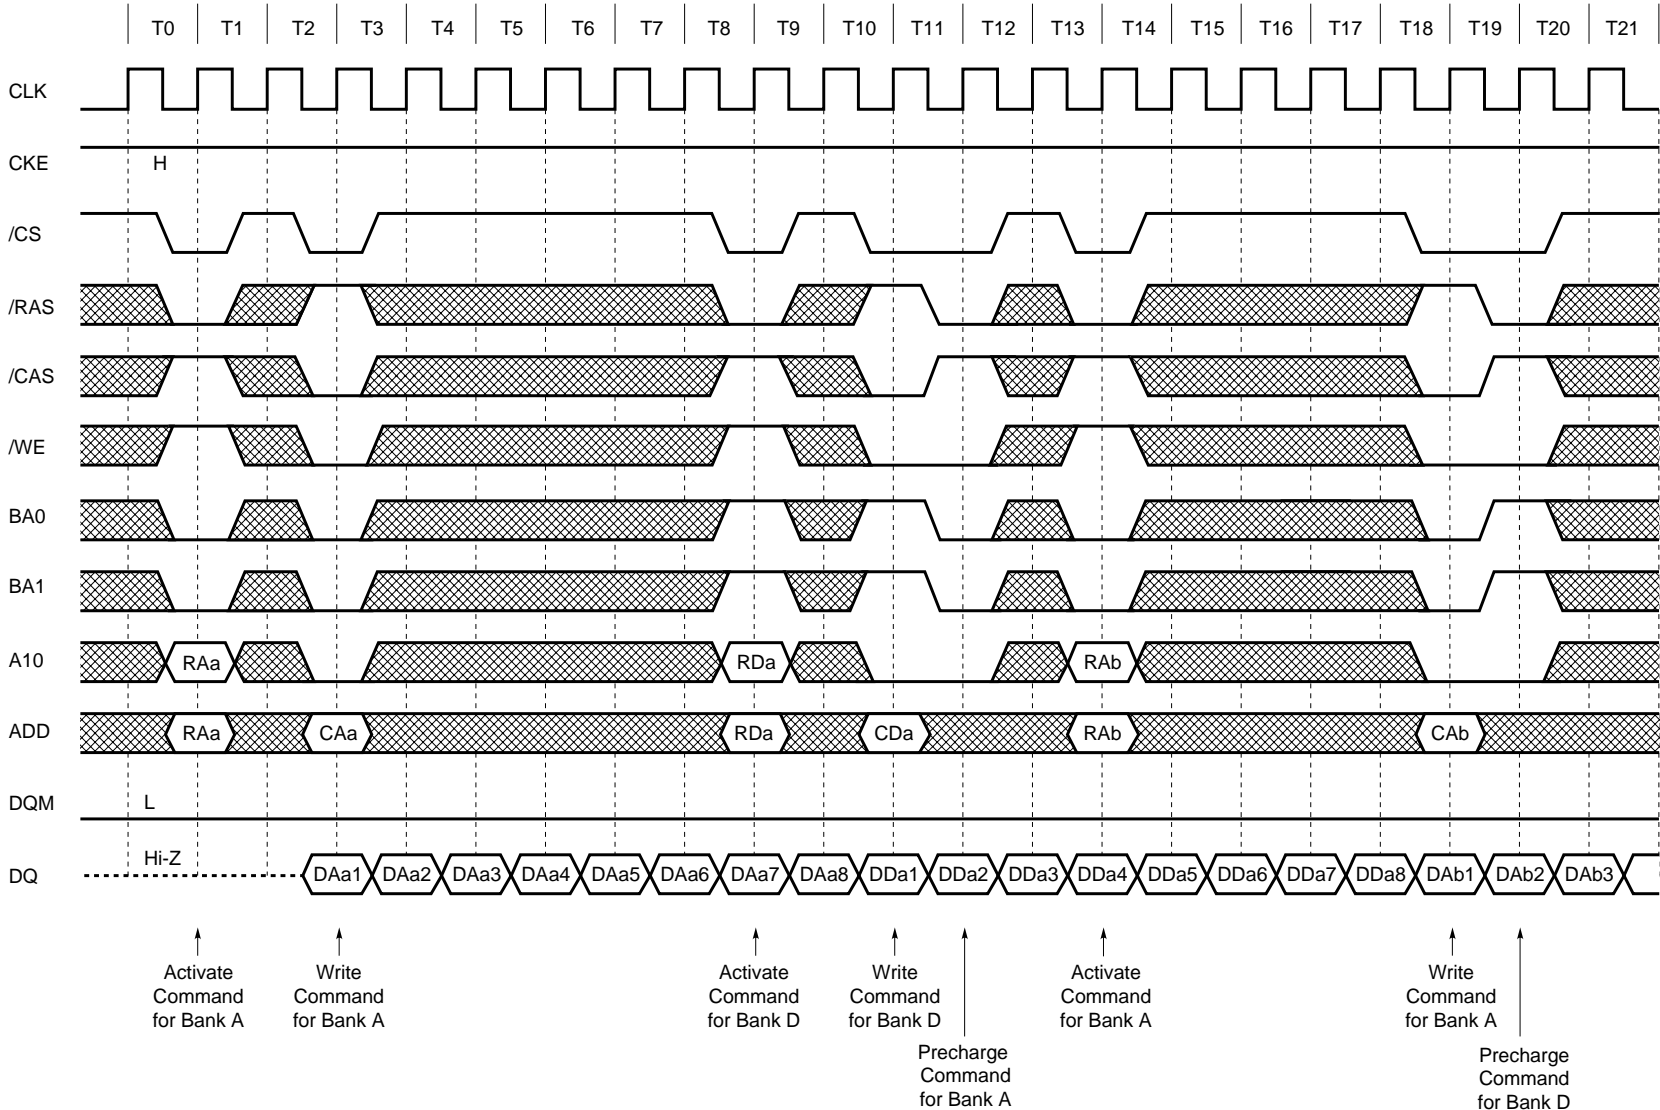 T0 T1 T2 T3 T4 T5 T6 T7 T8 T9 T10 T11 T12 T13 T14 T15 T16 T17 T18 T19 T20 T21
CLK
CKE H
/CS
/RAS
/CAS
/WE
BA0
BA1
A10 RAa RDa RAb
ADD RAa CAa RDa CDa RAb CAb
DQM L
Hi-Z
DQ DAa1 DAa2 DAa3 DAa4 DAa5 DAa6 DAa7 DAa8 DDa1 DDa2 DDa3 DDa4 DDa5 DDa6 DDa7 DDa8 DAb1 DAb2 DAb3
Activate
Command
for Bank A
Write
Command
for Bank A
Activate
Command
for Bank D
Write
Command
for Bank D
Precharge
Command
for Bank A
Activate
Command
for Bank A
Write
Command
for Bank A
Precharge
Command
for Bank D